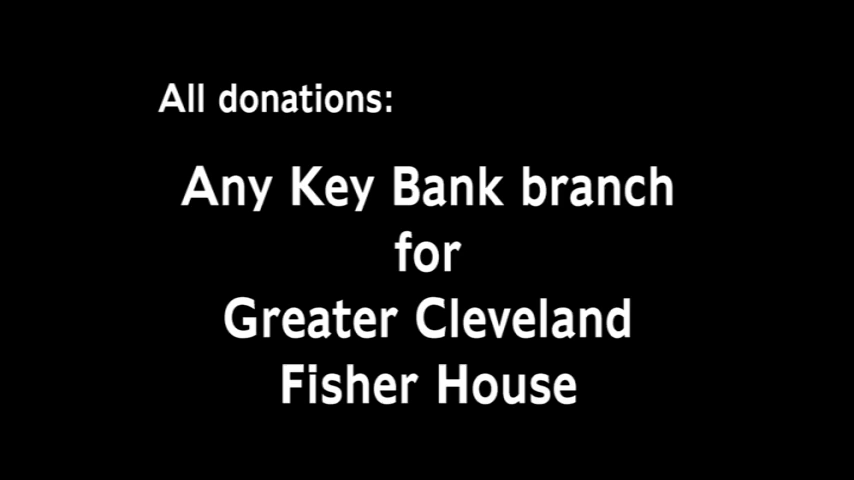 All donations:
Any Key Bank branch
for
Greater Cleveland
Fisher House